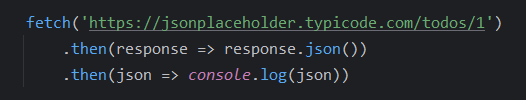 fetch('https://jsonplaceholder.typicode.com/todos/1')
    .then(response => response.json())
    .then(json => console.log(json))